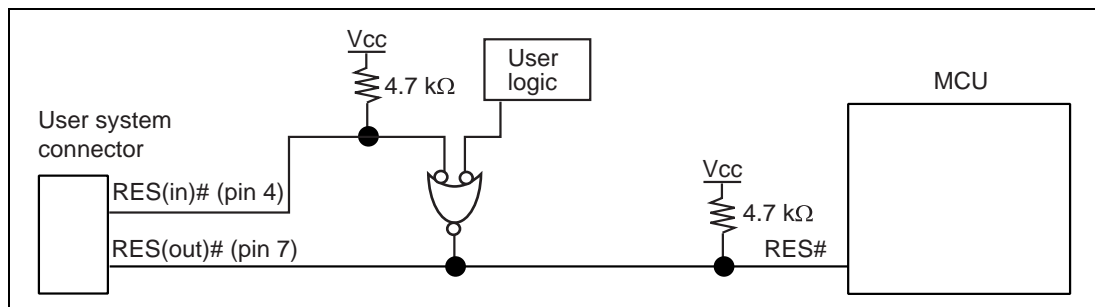 Vcc
4.7 kΩ
User
logic
MCU
User system
connector
RES(in)# (pin 4)
Vcc
4.7 kΩ
RES(out)# (pin 7)
RES#